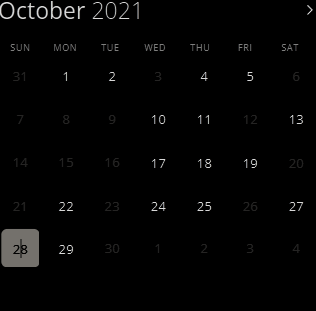 October 2021
SUN MON TUE WED THU FRI SAT
31 1 2 3 4 5 6
7 8 9 10 11 12 13
14 15 16 17 18 19 20
21 22 23 24 25 26 27
28 29 30 1 2 3 4